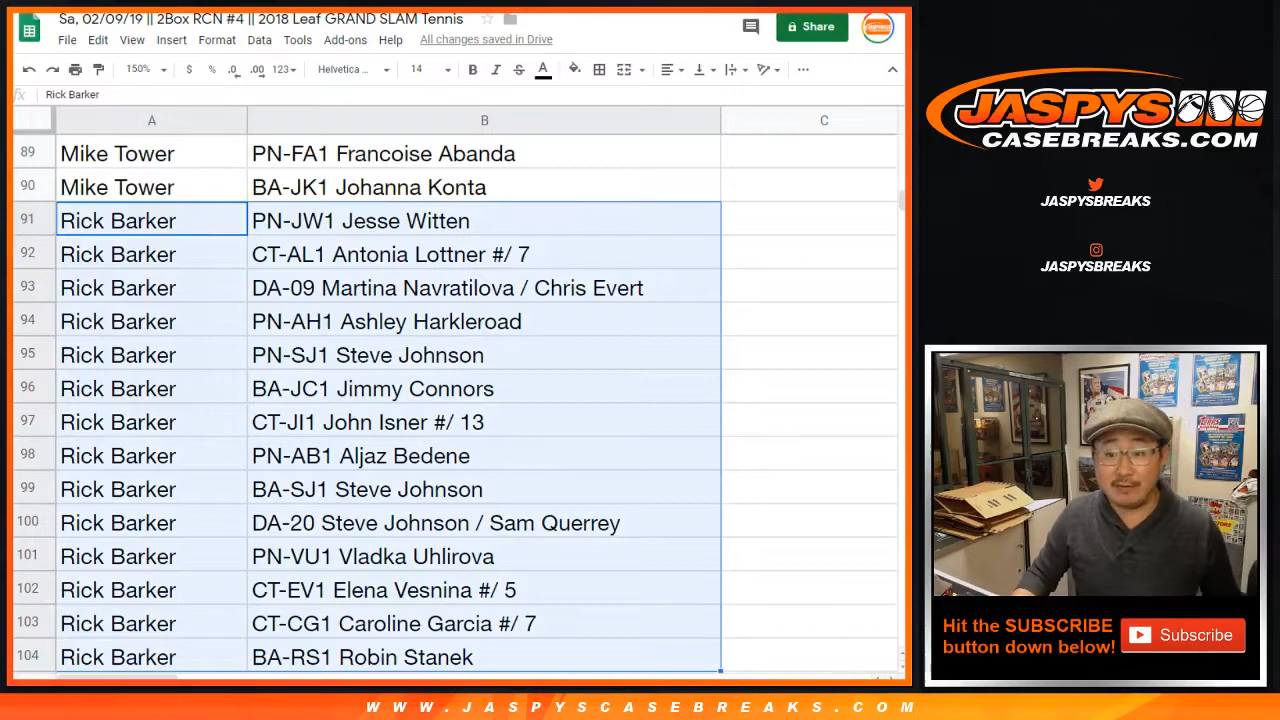 Sa, 02/09/19 || 2Box RCN #4 || 2018 Leaf GRAND SLAM Tennis
File Edit View Insert Format Data Tools Add-ons Help All changes saved in Drive
Share
150% $ % .0 .00 123 Helvetica ... 14 B I S A
fx Rick Barker
A B C
89 Mike Tower PN-FA1 Francoise Abanda
90 Mike Tower BA-JK1 Johanna Konta
91 Rick Barker PN-JW1 Jesse Witten
92 Rick Barker CT-AL1 Antonia Lottner #/ 7
93 Rick Barker DA-09 Martina Navratilova / Chris Evert
94 Rick Barker PN-AH1 Ashley Harkleroad
95 Rick Barker PN-SJ1 Steve Johnson
96 Rick Barker BA-JC1 Jimmy Connors
97 Rick Barker CT-JI1 John Isner #/ 13
98 Rick Barker PN-AB1 Aljaz Bedene
99 Rick Barker BA-SJ1 Steve Johnson
100 Rick Barker DA-20 Steve Johnson / Sam Querrey
101 Rick Barker PN-VU1 Vladka Uhlirova
102 Rick Barker CT-EV1 Elena Vesnina #/ 5
103 Rick Barker CT-CG1 Caroline Garcia #/ 7
104 Rick Barker BA-RS1 Robin Stanek
JASPYS
CASEBREAKS.COM
JASPYSBREAKS
JASPYSBREAKS
Hit the SUBSCRIBE
button down below!
Subscribe
WWW.JASPYSCASEBREAKS.COM